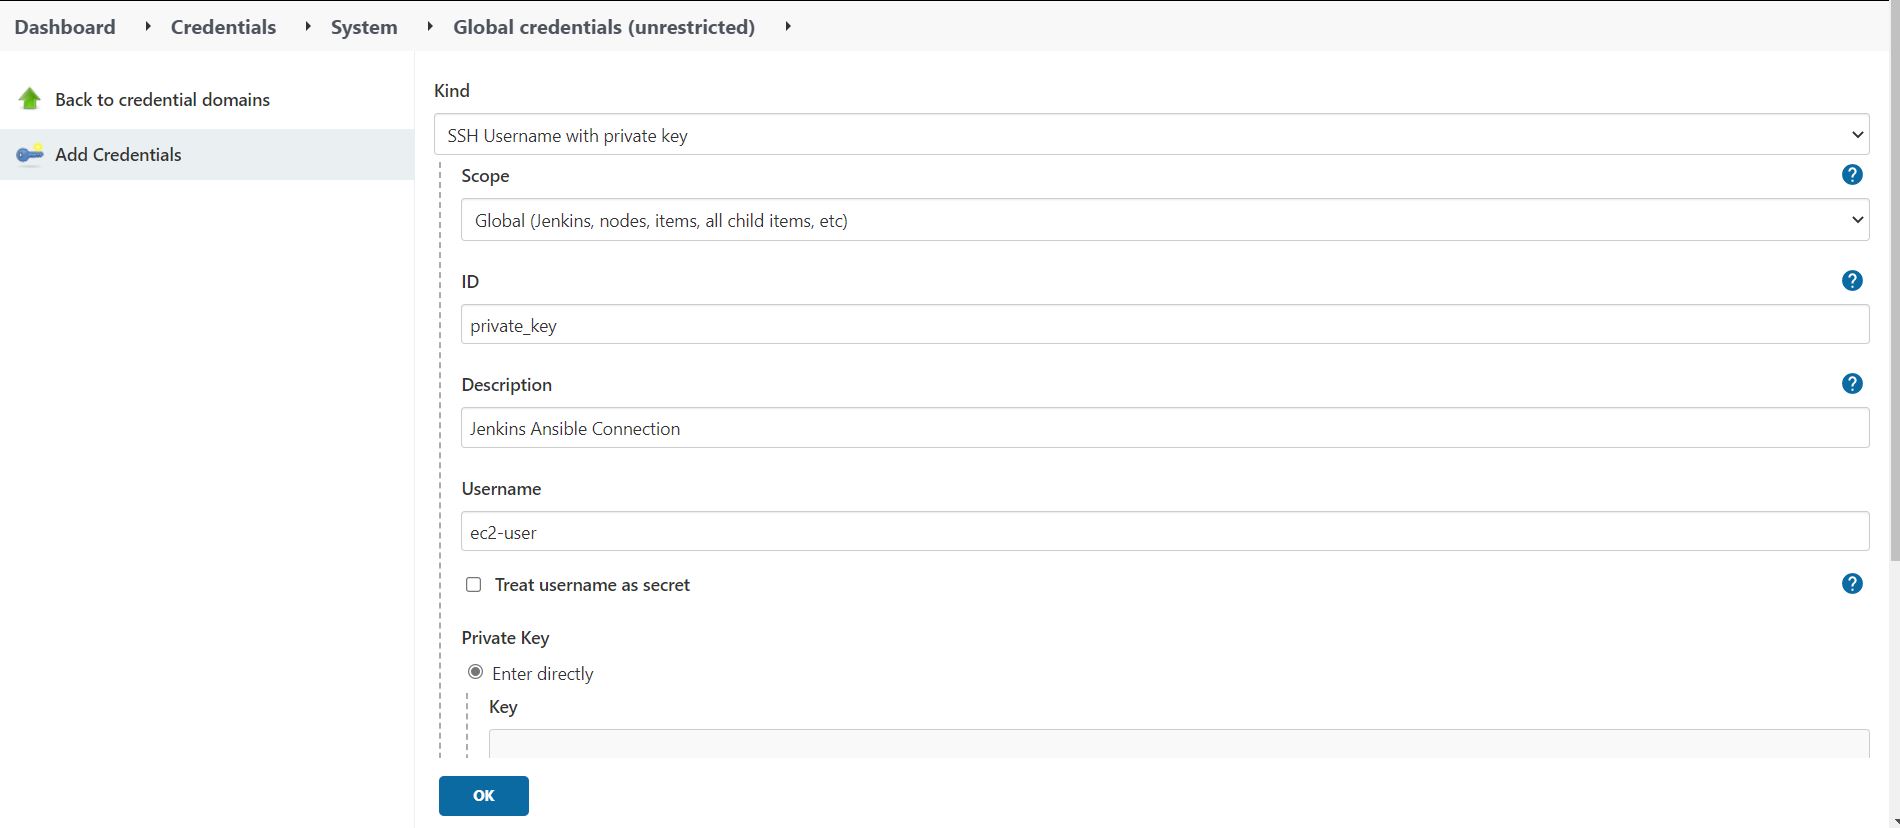 Dashboard Credentials System Global credentials (unrestricted)
Back to credential domains
Add Credentials
Kind
SSH Username with private key
Scope
Global (Jenkins, nodes, items, all child items, etc)
ID
private_key
Description
Jenkins Ansible Connection
Username
ec2-user
Treat username as secret
Private Key
Enter directly
Key
OK